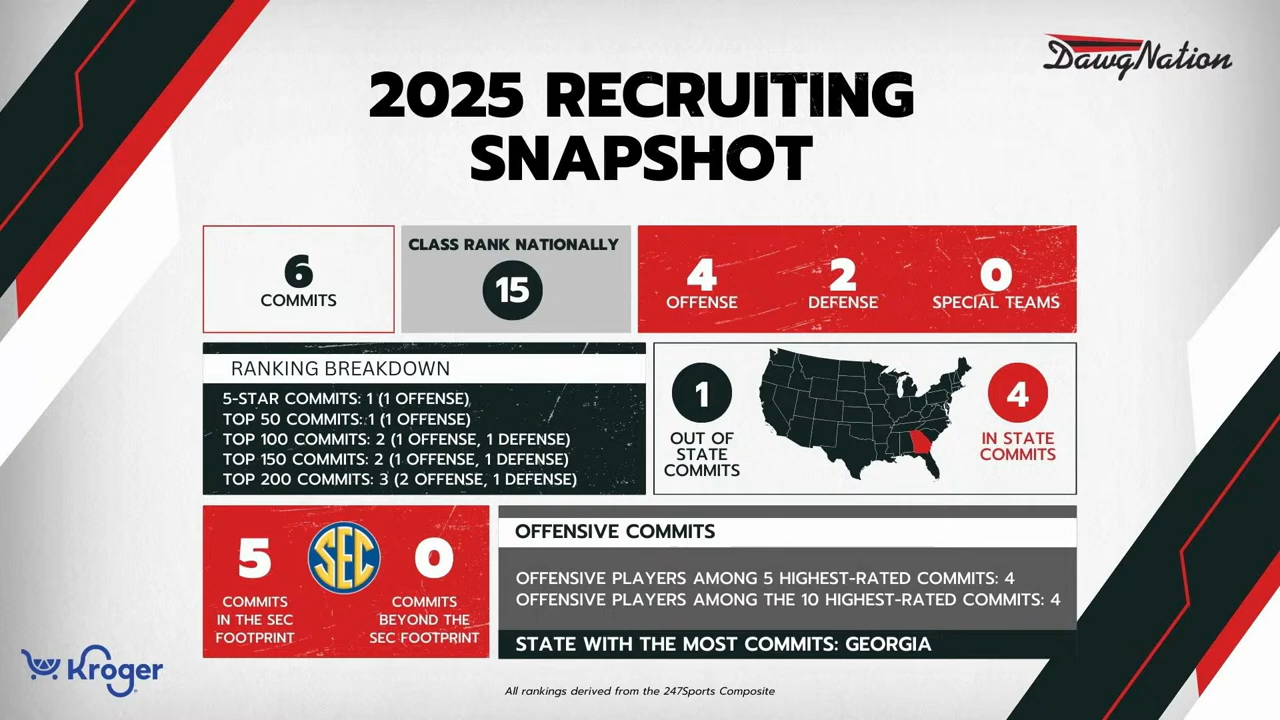 DawgNation
2025 RECRUITING
SNAPSHOT
6
COMMITS
CLASS RANK NATIONALLY
15
4
OFFENSE
2
DEFENSE
0
SPECIAL TEAMS
RANKING BREAKDOWN
5-STAR COMMITS: 1 (1 OFFENSE)
TOP 50 COMMITS: 1 (1 OFFENSE)
TOP 100 COMMITS: 2 (1 OFFENSE, 1 DEFENSE)
TOP 150 COMMITS: 2 (1 OFFENSE, 1 DEFENSE)
TOP 200 COMMITS: 3 (2 OFFENSE, 1 DEFENSE)
1
OUT OF
STATE
COMMITS
4
IN STATE
COMMITS
5
COMMITS
IN THE SEC
FOOTPRINT
SEC
0
COMMITS
BEYOND THE
SEC FOOTPRINT
OFFENSIVE COMMITS
OFFENSIVE PLAYERS AMONG 5 HIGHEST-RATED COMMITS: 4
OFFENSIVE PLAYERS AMONG THE 10 HIGHEST-RATED COMMITS: 4
STATE WITH THE MOST COMMITS: GEORGIA
Kroger
All rankings derived from the 247Sports Composite